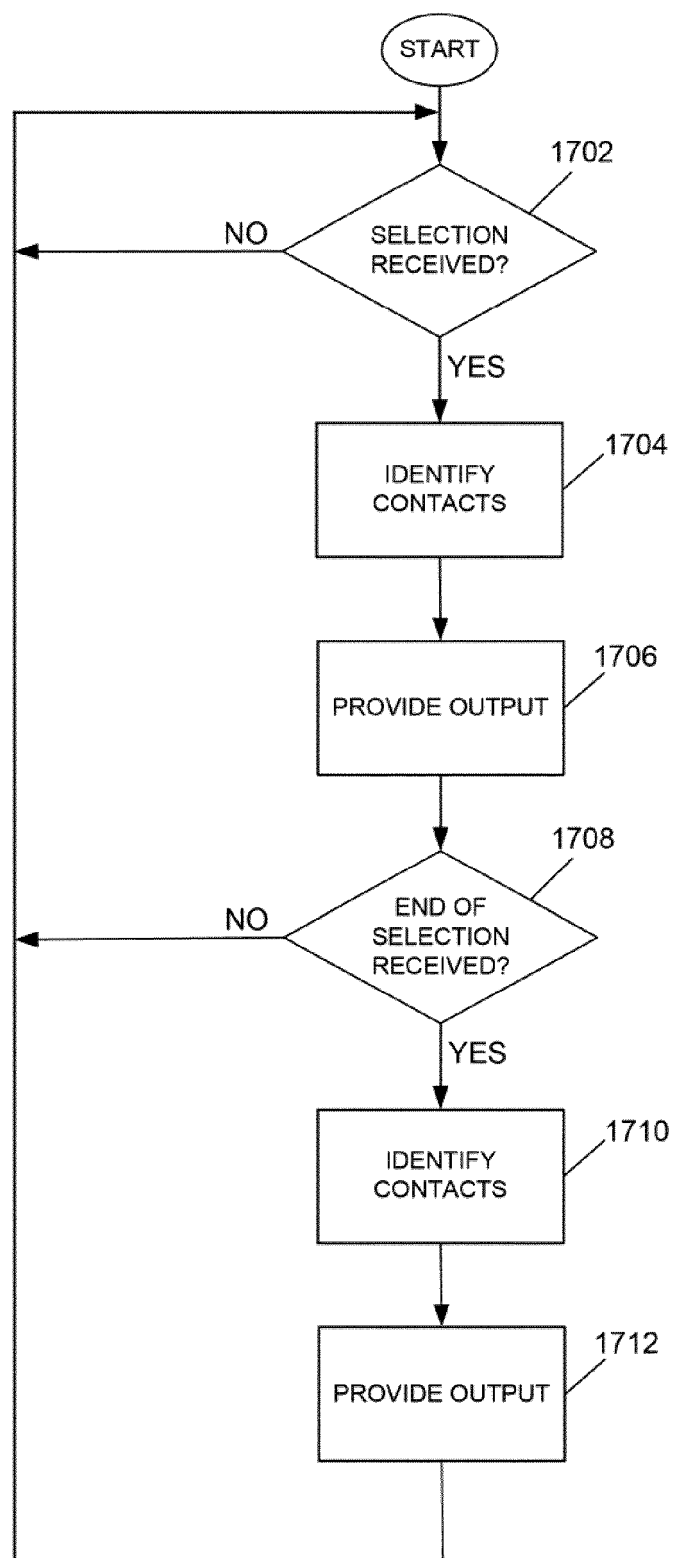 START
1702
SELECTION
RECEIVED?
NO
YES
1704
IDENTIFY
CONTACTS
1706
PROVIDE OUTPUT
1708
END OF
SELECTION
RECEIVED?
NO
YES
1710
IDENTIFY
CONTACTS
1712
PROVIDE OUTPUT